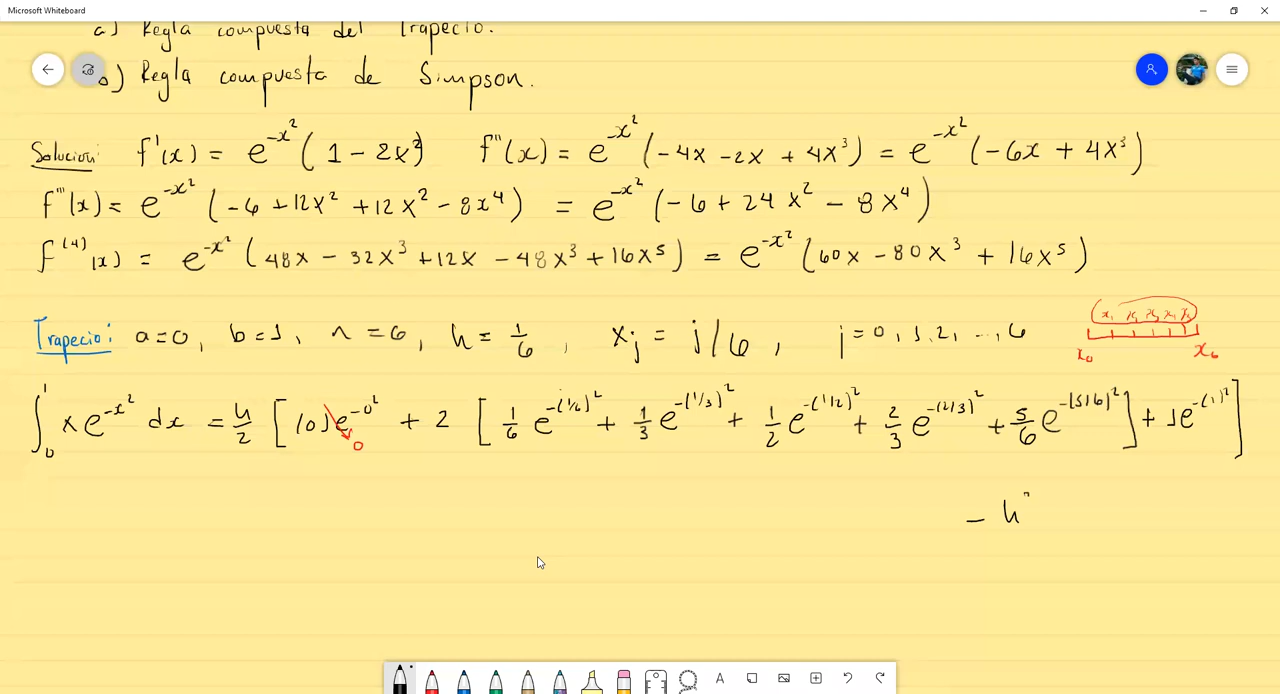 Microsoft Whiteboard
a) Regla compuesta del Trapecio.
b) Regla compuesta de Simpson.
Solucion: f'(x) = e^{-x^2} (1 - 2x^2) f''(x) = e^{-x^2} (-4x - 2x + 4x^3) = e^{-x^2} (-6x + 4x^3)
f'''(x) = e^{-x^2} (-6 + 12x^2 + 12x^2 - 8x^4) = e^{-x^2} (-6 + 24x^2 - 8x^4)
f^{(4)}(x) = e^{-x^2} (48x - 32x^3 + 12x - 48x^3 + 16x^5) = e^{-x^2} (60x - 80x^3 + 16x^5)
Trapecio: a=0, b=1, n=6, h=1/6, x_j = j/6, j=0,1,2,...,6
x_0 x_6
∫_0^1 x e^{-x^2} dx = h/2 [(0)e^{-0^2} + 2 [1/6 e^{-(1/6)^2} + 1/3 e^{-(1/3)^2} + 1/2 e^{-(1/2)^2} + 2/3 e^{-(2/3)^2} + 5/6 e^{-(5/6)^2}] + 1e^{-(1)^2}]
0
- h